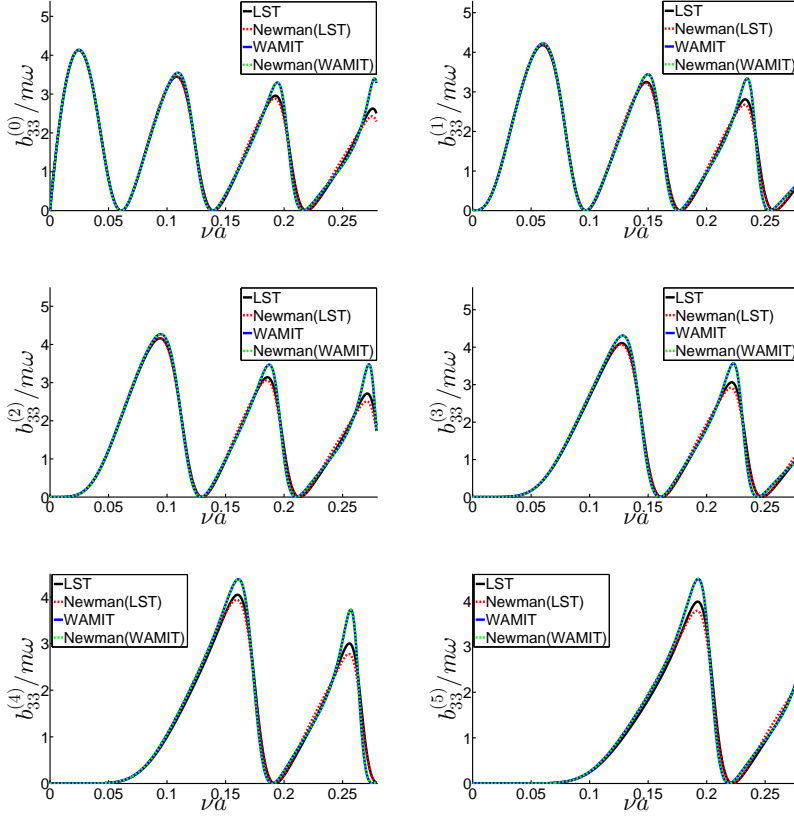 LST
Newman(LST)
WAMIT
Newman(WAMIT)
b_{33}^{(0)}/mω
5
4
3
2
1
0
0 0.05 0.1 0.15 0.2 0.25
νa
LST
Newman(LST)
WAMIT
Newman(WAMIT)
b_{33}^{(1)}/mω
5
4
3
2
1
0
0 0.05 0.1 0.15 0.2 0.25
νa
LST
Newman(LST)
WAMIT
Newman(WAMIT)
b_{33}^{(2)}/mω
5
4
3
2
1
0
0 0.05 0.1 0.15 0.2 0.25
νa
LST
Newman(LST)
WAMIT
Newman(WAMIT)
b_{33}^{(3)}/mω
5
4
3
2
1
0
0 0.05 0.1 0.15 0.2 0.25
νa
LST
Newman(LST)
WAMIT
Newman(WAMIT)
b_{33}^{(4)}/mω
4
3
2
1
0
0 0.05 0.1 0.15 0.2 0.25
νa
LST
Newman(LST)
WAMIT
Newman(WAMIT)
b_{33}^{(5)}/mω
5
4
3
2
1
0
0 0.05 0.1 0.15 0.2 0.25
νa